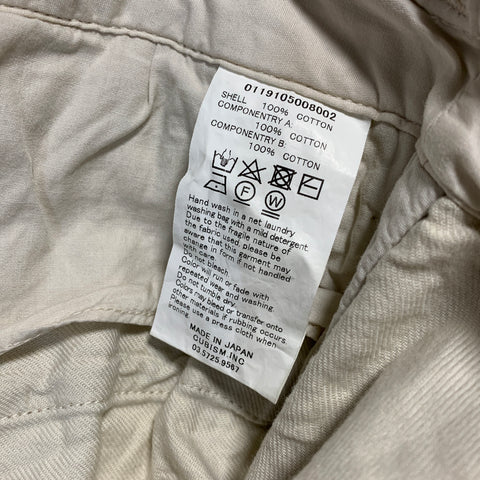 0119105008002
SHELL 100% COTTON
COMPONENTRY A:
100% COTTON
COMPONENTRY B:
100% COTTON
F W
Hand wash in a net laundry
washing bag with a mild detergent.
Due to the fragile nature of
the fabric used, please be
aware that this garment may
change in form if not handled
with care.
Do not bleach.
Color will run or fade with
repeated wear and washing.
Do not tumble dry.
Colors may bleed or transfer onto
other materials if rubbing occurs.
Please use a press cloth when
ironing.
MADE IN JAPAN
CUBISM.INC
03.5725.9567